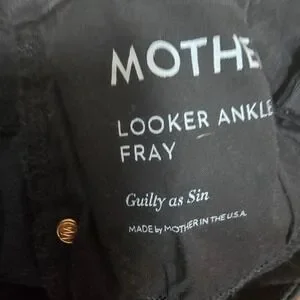 MOTHE
LOOKER ANKLE
FRAY
Guilty as Sin
MADE by MOTHER IN THE U.S.A.